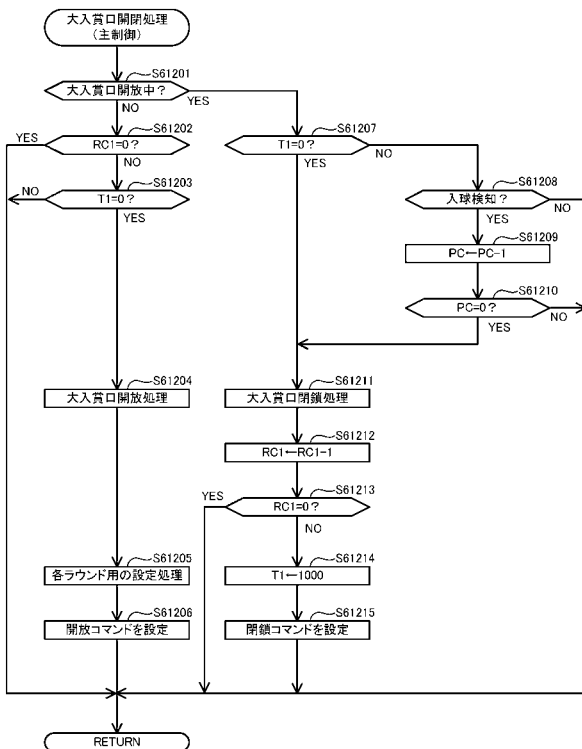 大入賞口開閉処理
(主制御)
S61201
大入賞口開放中?
YES
NO
S61202
YES
RC1=0?
NO
S61203
NO
T1=0?
YES
S61207
T1=0?
NO
YES
S61208
入球検知?
NO
YES
S61209
PC←PC-1
S61210
PC=0?
NO
YES
S61204
大入賞口開放処理
S61211
大入賞口閉鎖処理
S61212
RC1←RC1-1
S61213
YES
RC1=0?
NO
S61205
各ラウンド用の設定処理
S61214
T1←1000
S61206
開放コマンドを設定
S61215
閉鎖コマンドを設定
RETURN